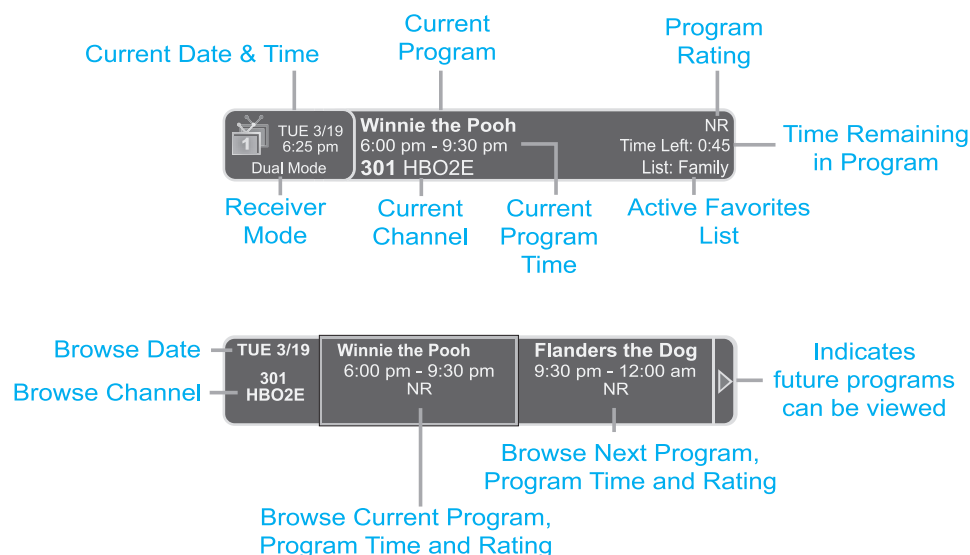 Current
Program
Program
Rating
Current Date & Time
1
TUE 3/19
6:25 pm
Dual Mode
Winnie the Pooh
6:00 pm - 9:30 pm
301 HBO2E
NR
Time Left: 0:45
List: Family
Time Remaining
in Program
Receiver
Mode
Current
Channel
Current
Program
Time
Active Favorites
List
Browse Date
Browse Channel
TUE 3/19
301
HBO2E
Winnie the Pooh
6:00 pm - 9:30 pm
NR
Flanders the Dog
9:30 pm - 12:00 am
NR
Indicates
future programs
can be viewed
Browse Next Program,
Program Time and Rating
Browse Current Program,
Program Time and Rating